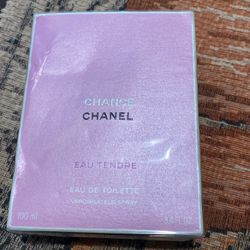 CHANCE
CHANEL
EAU TENDRE
EAU DE TOILETTE
VAPORISATEUR SPRAY
100 ml 3.4 FL. OZ.